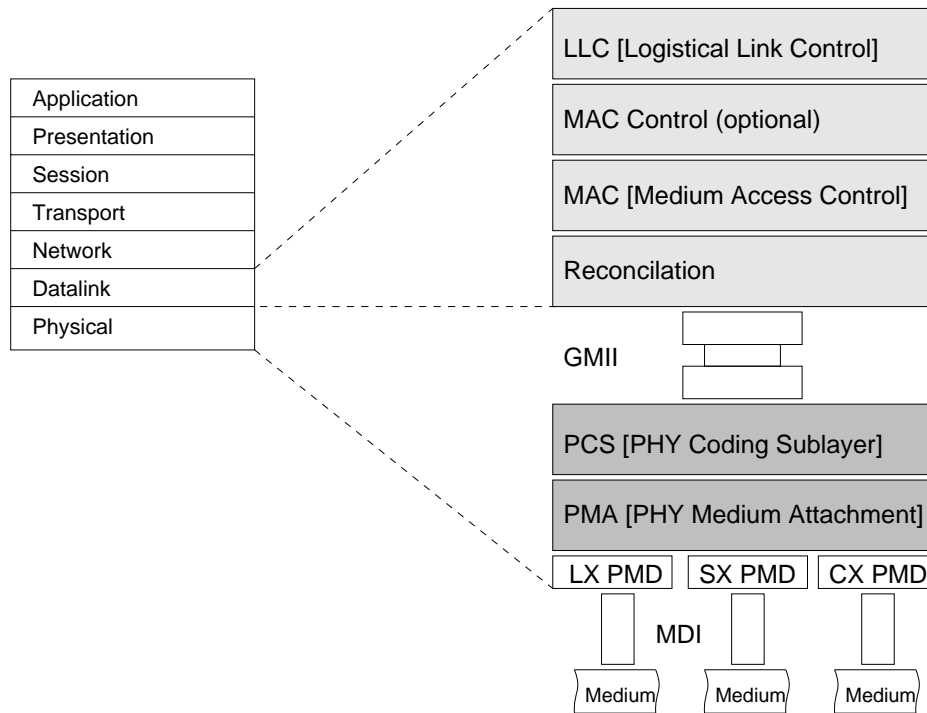 Application
Presentation
Session
Transport
Network
Datalink
Physical
LLC [Logistical Link Control]
MAC Control (optional)
MAC [Medium Access Control]
Reconcilation
GMII
PCS [PHY Coding Sublayer]
PMA [PHY Medium Attachment]
LX PMD
SX PMD
CX PMD
MDI
Medium
Medium
Medium